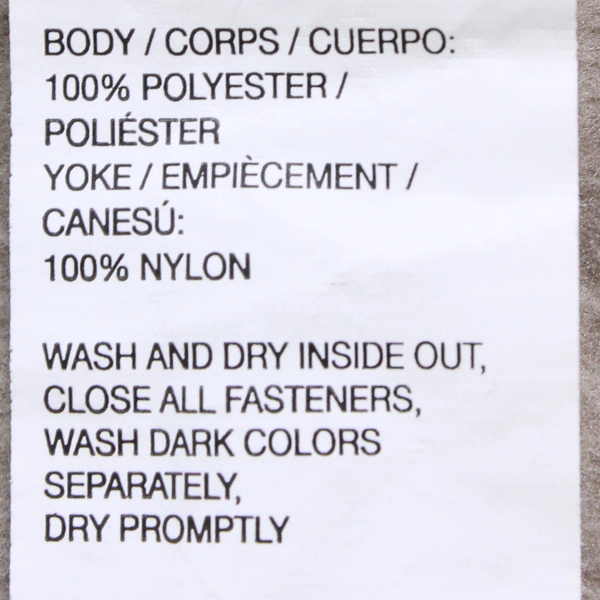 BODY / CORPS / CUERPO:
100% POLYESTER /
POLIÉSTER
YOKE / EMPIÈCEMENT /
CANESÚ:
100% NYLON
WASH AND DRY INSIDE OUT,
CLOSE ALL FASTENERS,
WASH DARK COLORS
SEPARATELY,
DRY PROMPTLY